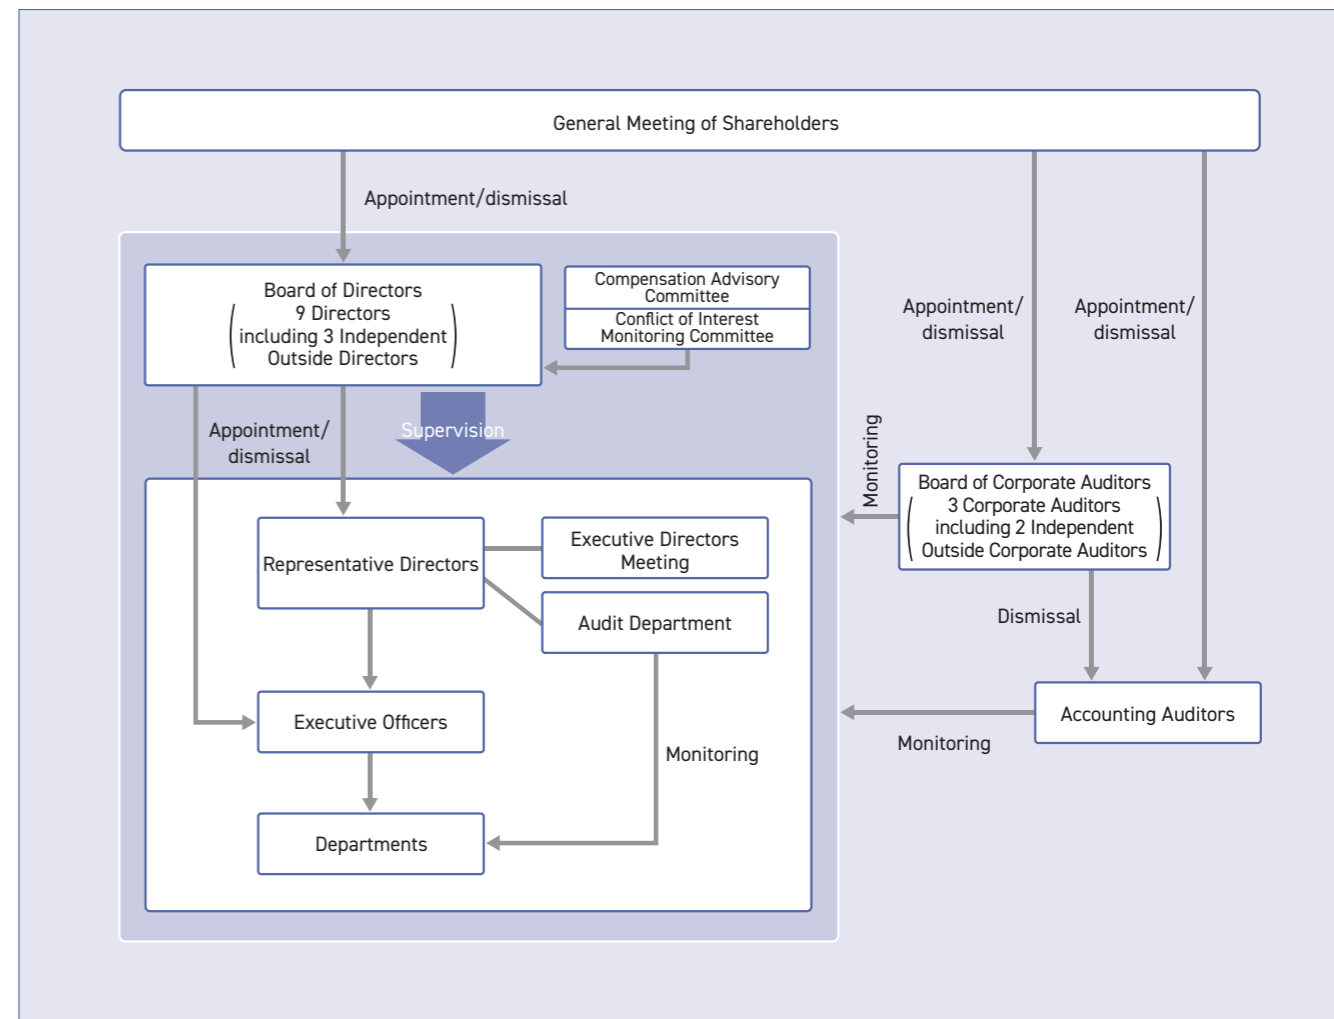 General Meeting of Shareholders
Appointment/dismissal
Board of Directors
9 Directors
including 3 Independent
Outside Directors
Compensation Advisory
Committee
Conflict of Interest
Monitoring Committee
Appointment/
dismissal
Appointment/
dismissal
Appointment/
dismissal
Supervision
Monitoring
Board of Corporate Auditors
3 Corporate Auditors
including 2 Independent
Outside Corporate Auditors
Representative Directors
Executive Directors
Meeting
Audit Department
Dismissal
Executive Officers
Monitoring
Accounting Auditors
Monitoring
Departments